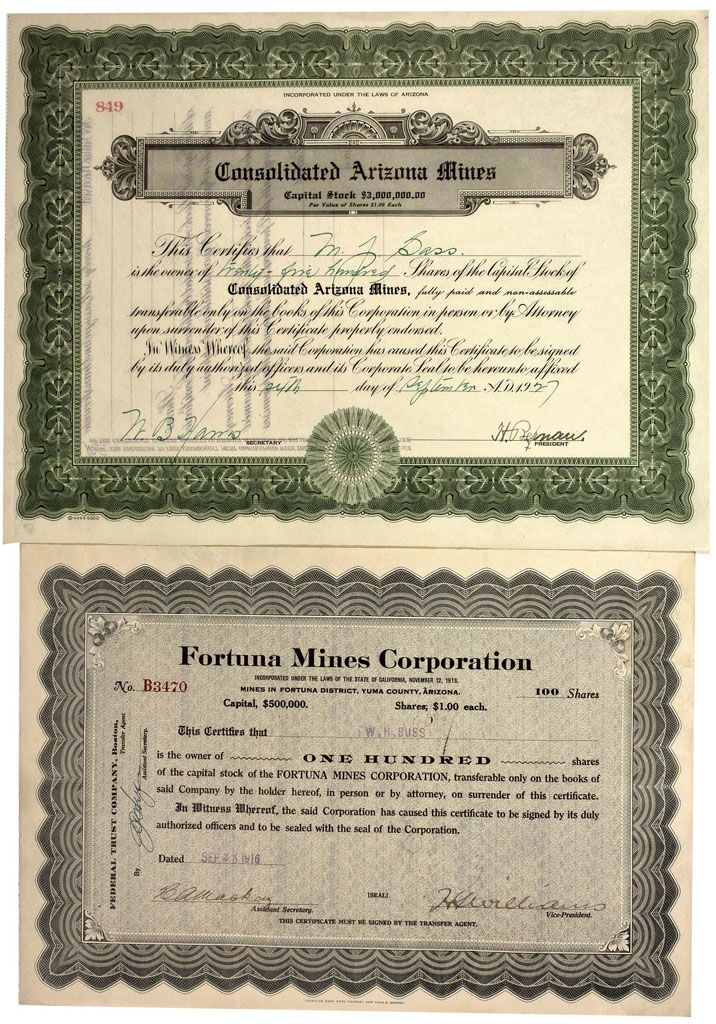 INCORPORATED UNDER THE LAWS OF ARIZONA
849
Consolidated Arizona Mines
Capital Stock $3,000,000.00
Par Value of Shares $1.00 Each
This Certifies that M. J. Bass.
is the owner of twenty-five hundred Shares of the Capital Stock of
Consolidated Arizona Mines, fully paid and non-assessable
transferable only on the books of this Corporation in person or by Attorney
upon surrender of this Certificate properly endorsed.
In Witness Whereof, the said Corporation has caused this Certificate to be signed
by its duly authorized officers and its Corporate Seal to be hereunto affixed
this sixth day of September A.D. 1927
SECRETARY
PRESIDENT
Fortuna Mines Corporation
INCORPORATED UNDER THE LAWS OF THE STATE OF CALIFORNIA, NOVEMBER 12, 1913.
No. B3470
MINES IN FORTUNA DISTRICT, YUMA COUNTY, ARIZONA.
100 Shares
Capital, $500,000. Shares, $1.00 each.
This Certifies that W. H. BUSS
is the owner of ONE HUNDRED shares
of the capital stock of the FORTUNA MINES CORPORATION, transferable only on the books of
said Company by the holder hereof, in person or by attorney, on surrender of this certificate.
In Witness Whereof, the said Corporation has caused this certificate to be signed by its duly
authorized officers and to be sealed with the seal of the Corporation.
Dated SEP 1916
FEDERAL TRUST COMPANY, Boston,
Transfer Agent.
By
Assistant Secretary.
Assistant Secretary.
[SEAL]
Vice-President.
THIS CERTIFICATE MUST BE SIGNED BY THE TRANSFER AGENT.